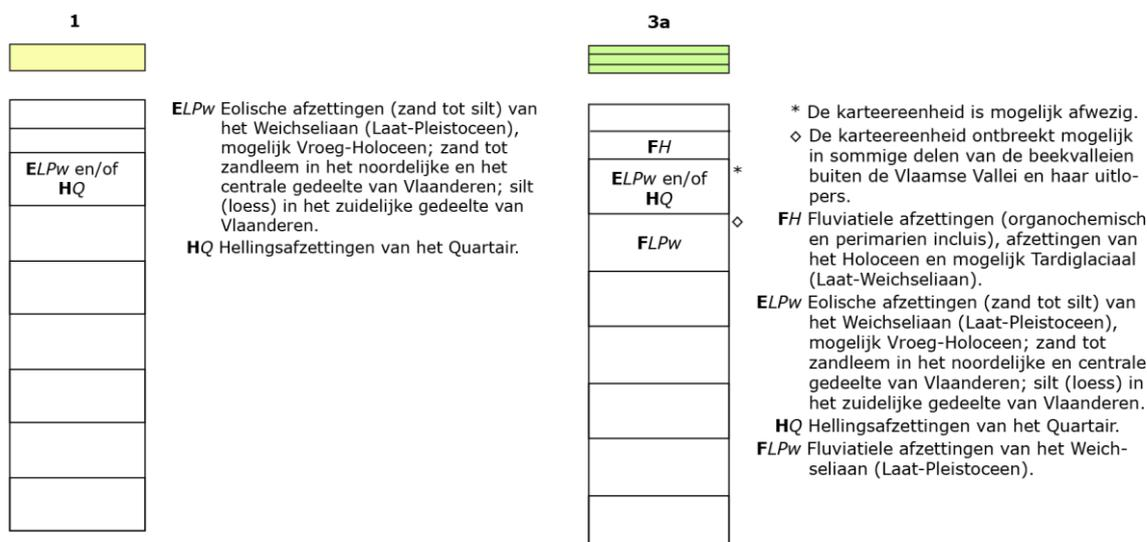 1
ELPw en/of
HQ
ELPw Eolische afzettingen (zand tot silt) van
het Weichseliaan (Laat-Pleistoceen),
mogelijk Vroeg-Holoceen; zand tot
zandleem in het noordelijke en het
centrale gedeelte van Vlaanderen; silt
(loess) in het zuidelijke gedeelte van
Vlaanderen.
HQ Hellingsafzettingen van het Quartair.
3a
FH
ELPw en/of
HQ
*
◇
FLPw
* De karteereenheid is mogelijk afwezig.
◇ De karteereenheid ontbreekt mogelijk
in sommige delen van de beekvalleien
buiten de Vlaamse Vallei en haar uitlo-
pers.
FH Fluviatiele afzettingen (organochemisch
en perimarien incluis), afzettingen van
het Holoceen en mogelijk Tardiglaciaal
(Laat-Weichseliaan).
ELPw Eolische afzettingen (zand tot silt) van
het Weichseliaan (Laat-Pleistoceen),
mogelijk Vroeg-Holoceen; zand tot
zandleem in het noordelijke en centrale
gedeelte van Vlaanderen; silt (loess) in
het zuidelijke gedeelte van Vlaanderen.
HQ Hellingsafzettingen van het Quartair.
FLPw Fluviatiele afzettingen van het Weich-
seliaan (Laat-Pleistoceen).